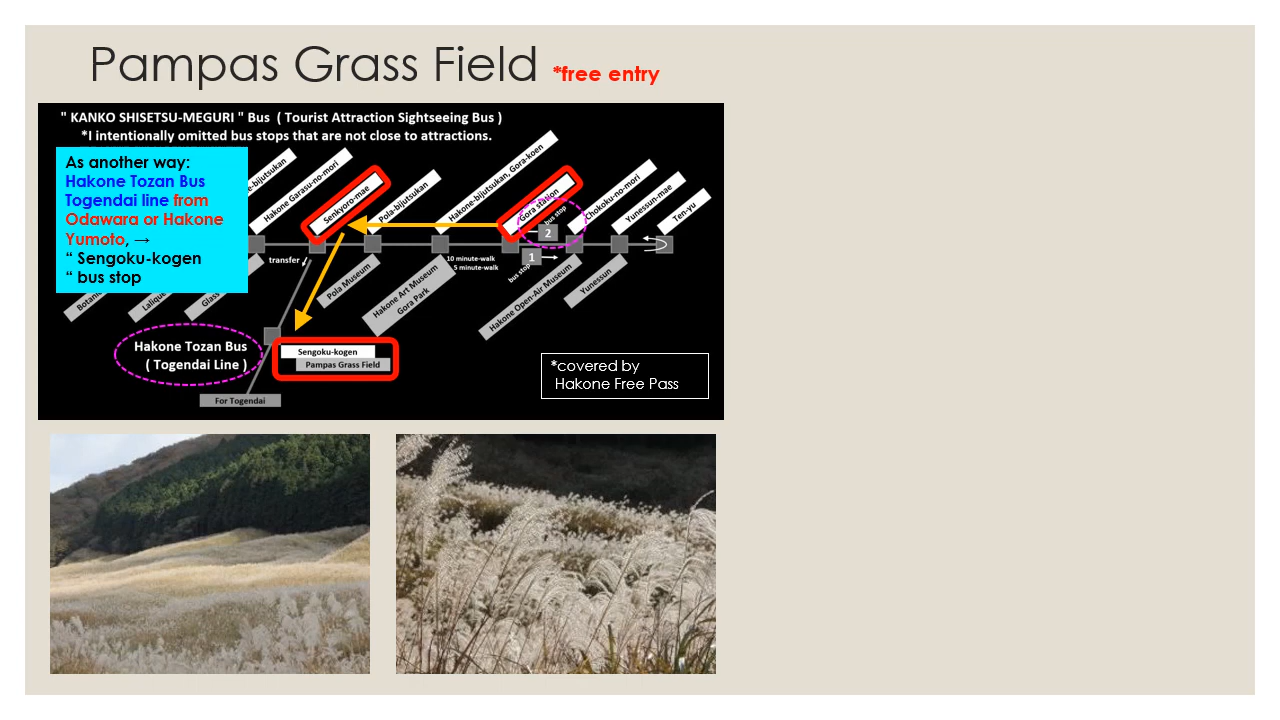 Pampas Grass Field *free entry
" KANKO SHISETSU-MEGURI " Bus ( Tourist Attraction Sightseeing Bus )
*I intentionally omitted bus stops that are not close to attractions.
As another way:
Hakone Tozan Bus
Togendai line from
Odawara or Hakone
Yumoto, →
“ Sengoku-kogen
“ bus stop
e-bijutsukan
Hakone Garasu-no-mori
Senkyoro-mae
Pola-bijutsukan
Hakone-bijutsukan, Gora-koen
Gora station
Chokoku-no-mori
Yunessun-mae
Ten-yu
bus stop
2
1
bus stop
transfer
10 minute-walk
5 minute-walk
Botani
Lalique
Glass
Pola Museum
Hakone Art Museum
Gora Park
Hakone Open-Air Museum
Yunessun
Hakone Tozan Bus
( Togendai Line )
Sengoku-kogen
Pampas Grass Field
For Togendai
*covered by
Hakone Free Pass